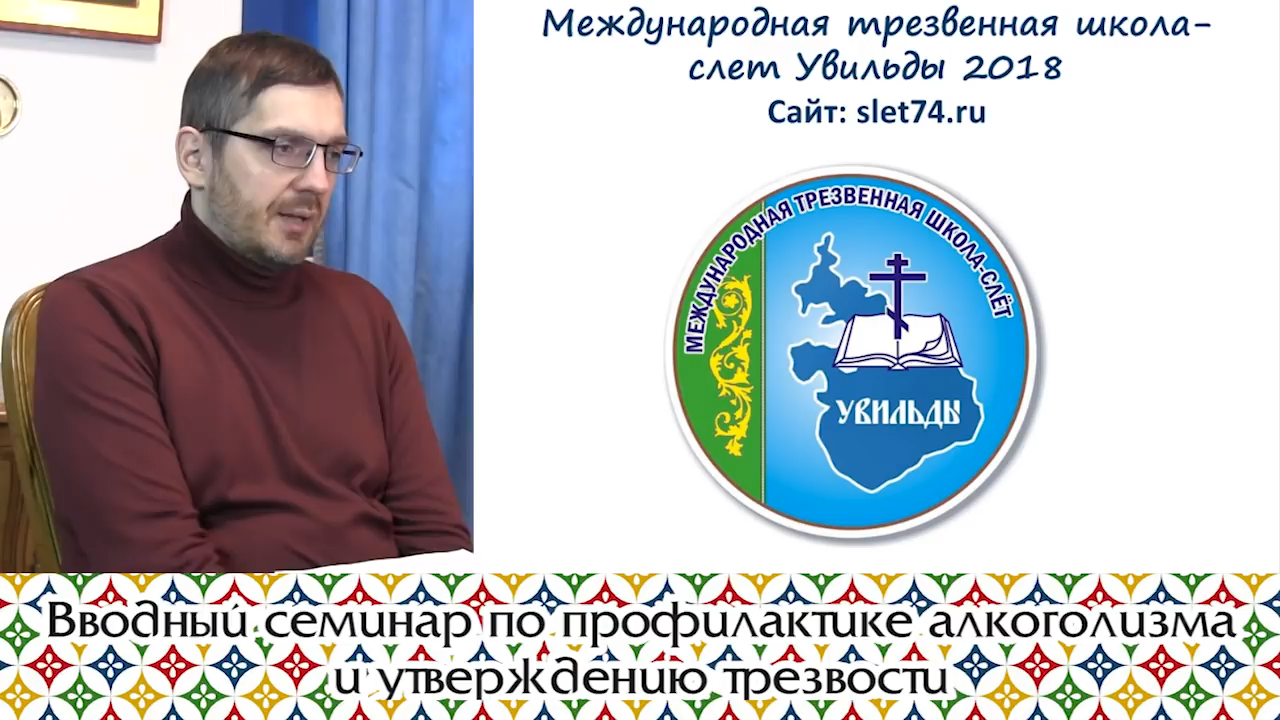 Международная трезвенная школа-
слет Увильды 2018
Сайт: slet74.ru
МЕЖДУНАРОДНАЯ ТРЕЗВЕННАЯ ШКОЛА-СЛЁТ
УВИЛЬДЫ
Вводный семинар по профилактике алкоголизма
и утверждению трезвости